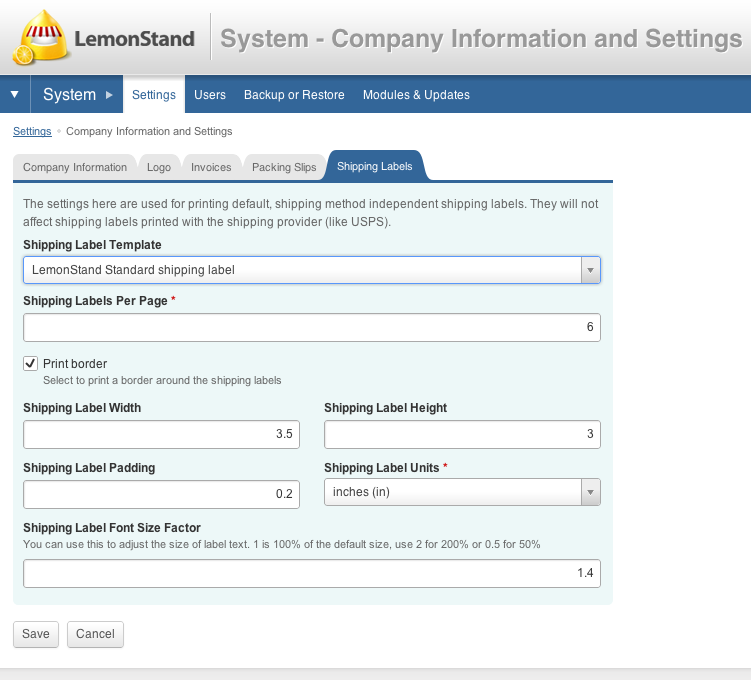 LemonStand
System - Company Information and Settings
System
Settings
Users
Backup or Restore
Modules & Updates
Settings
Company Information and Settings
Company Information
Logo
Invoices
Packing Slips
Shipping Labels
The settings here are used for printing default, shipping method independent shipping labels. They will not
affect shipping labels printed with the shipping provider (like USPS).
Shipping Label Template
LemonStand Standard shipping label
Shipping Labels Per Page *
6
Print border
Select to print a border around the shipping labels
Shipping Label Width
Shipping Label Height
3.5
3
Shipping Label Padding
Shipping Label Units *
0.2
inches (in)
Shipping Label Font Size Factor
You can use this to adjust the size of label text. 1 is 100% of the default size, use 2 for 200% or 0.5 for 50%
1.4
Save
Cancel